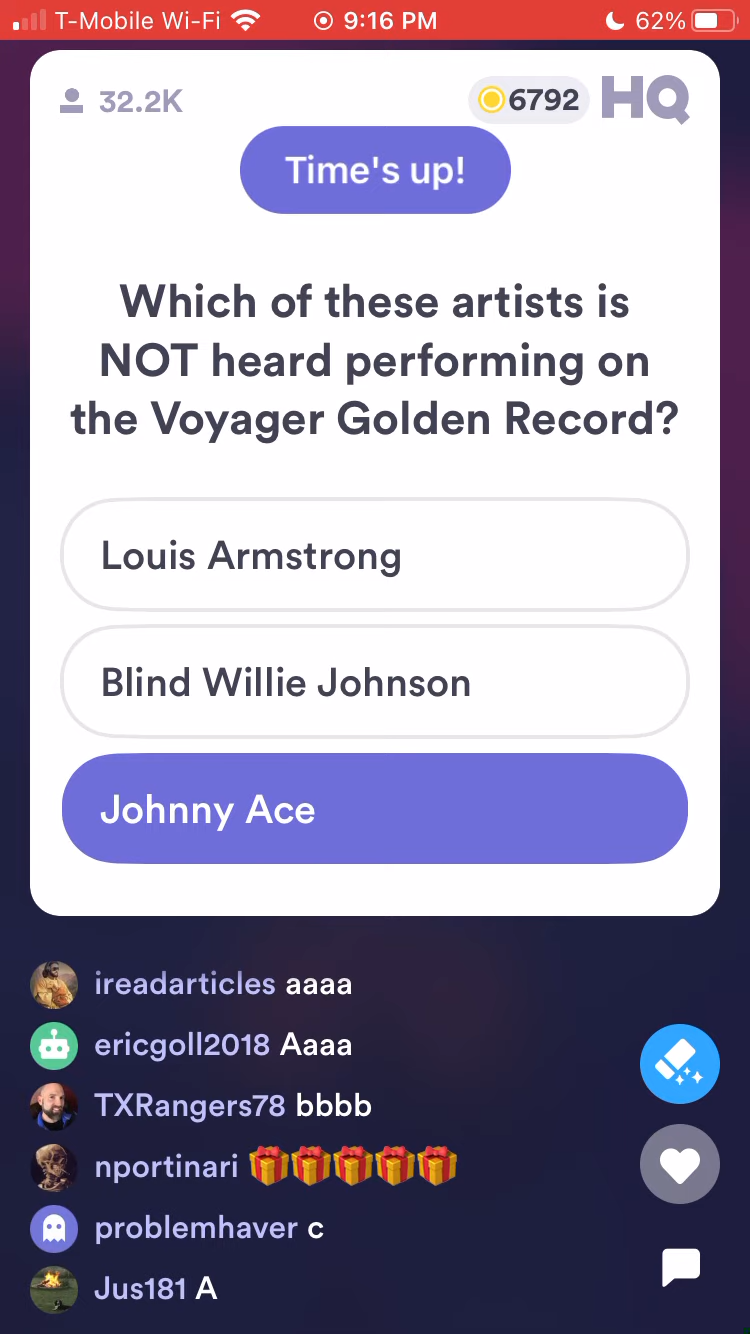 T-Mobile Wi-Fi 9:16 PM 62%
32.2K 6792 HQ
Time's up!
Which of these artists is
NOT heard performing on
the Voyager Golden Record?
Louis Armstrong
Blind Willie Johnson
Johnny Ace
ireadarticles aaaa
ericgoll2018 Aaaa
TXRangers78 bbbb
nportinari 🎁🎁🎁🎁🎁
problemhaver c
Jus181 A